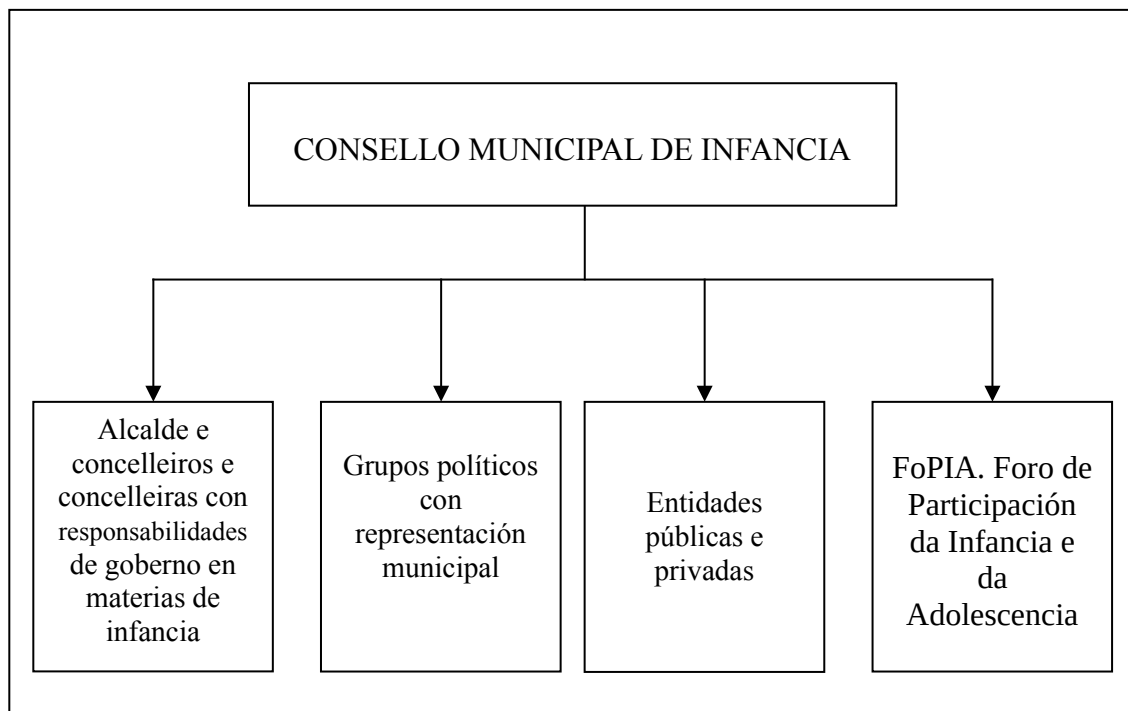 CONSELLO MUNICIPAL DE INFANCIA
Alcalde e
concelleiros e
concelleiras con
responsabilidades
de goberno en
materias de
infancia
Grupos políticos
con
representación
municipal
Entidades
públicas e
privadas
FoPIA. Foro de
Participación
da Infancia e
da
Adolescencia